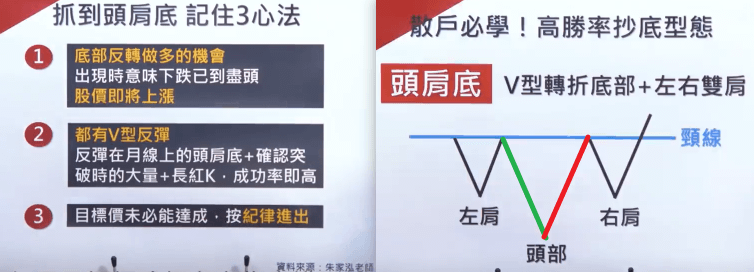 抓到頭肩底 記住3心法
1
底部反轉做多的機會
出現時意味下跌已到盡頭
股價即將上漲
2
都有V型反彈
反彈在月線上的頭肩底+確認突
破時的大量+長紅K，成功率即高
3
目標價未必能達成，按紀律進出
資料來源：朱家泓老師
散戶必學！高勝率抄底型態
頭肩底 V型轉折底部+左右雙肩
頸線
左肩
右肩
頭部